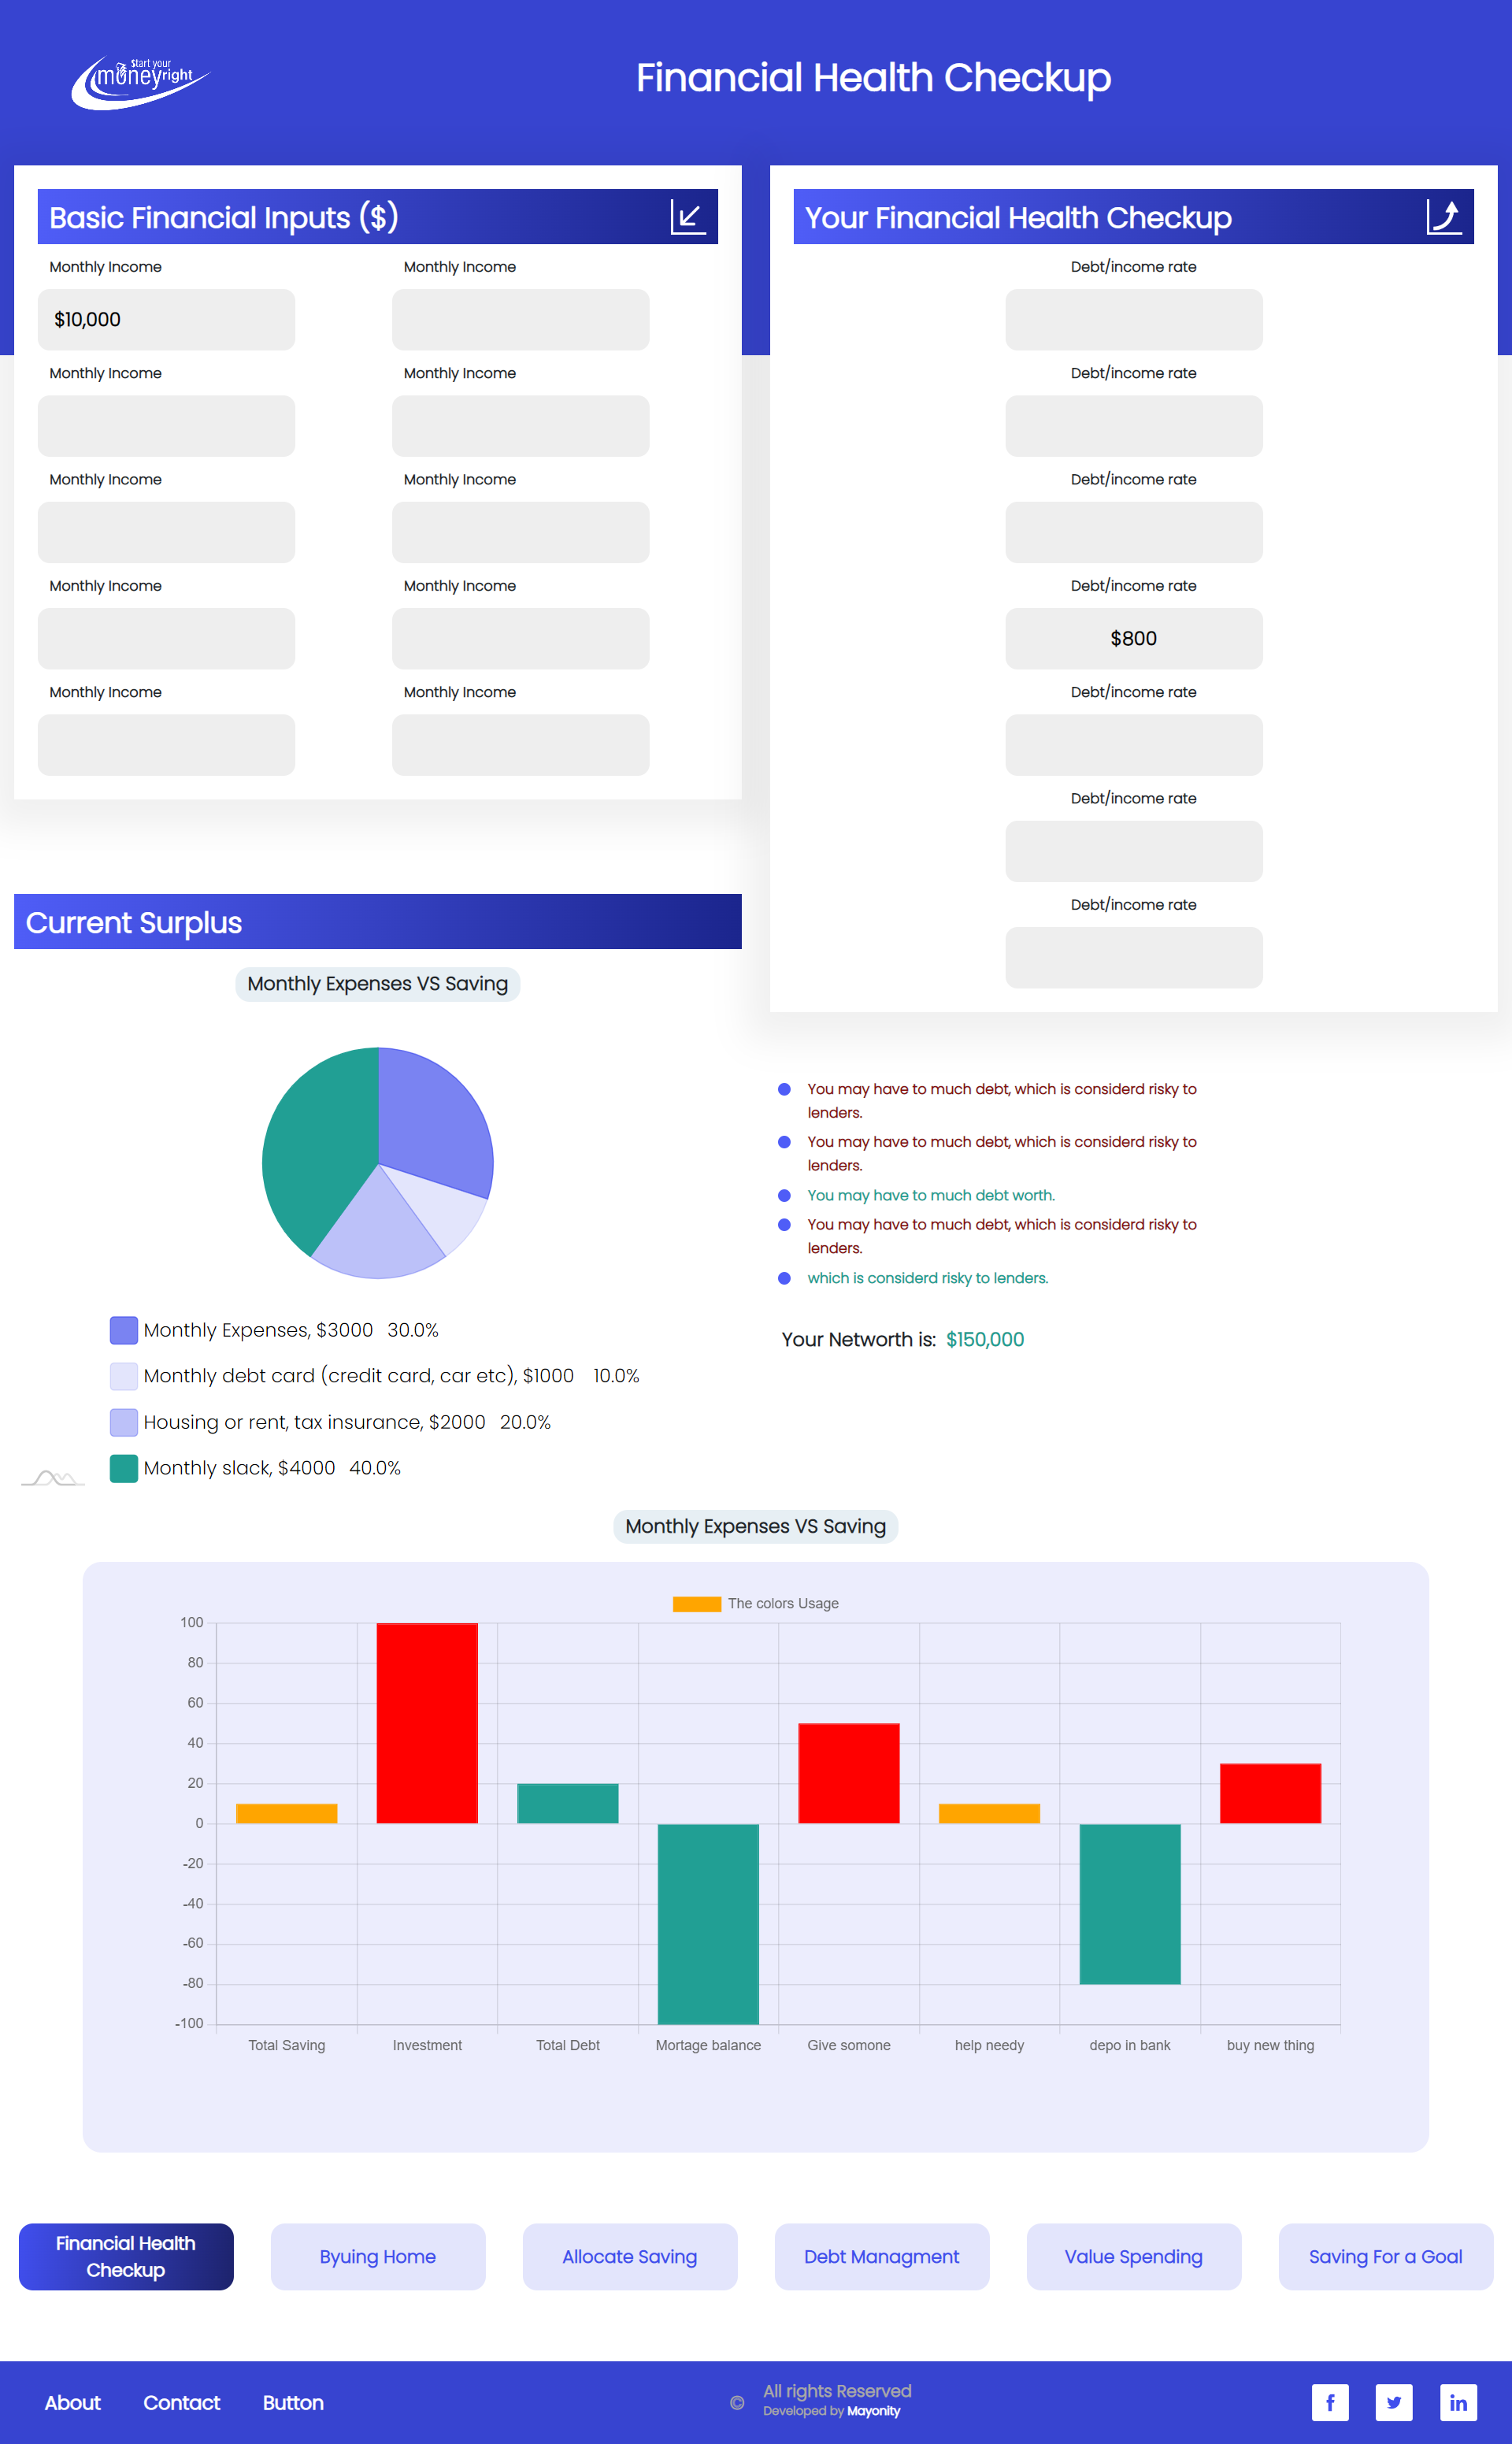 Start your
moneyright
Financial Health Checkup
Basic Financial Inputs ($)
Monthly Income
Monthly Income
$10,000
Monthly Income
Monthly Income
Monthly Income
Monthly Income
Monthly Income
Monthly Income
Monthly Income
Monthly Income
Your Financial Health Checkup
Debt/income rate
Debt/income rate
Debt/income rate
Debt/income rate
$800
Debt/income rate
Debt/income rate
Debt/income rate
Current Surplus
Monthly Expenses VS Saving
Monthly Expenses, $3000 30.0%
Monthly debt card (credit card, car etc), $1000 10.0%
Housing or rent, tax insurance, $2000 20.0%
Monthly slack, $4000 40.0%
You may have to much debt, which is considerd risky to
lenders.
You may have to much debt, which is considerd risky to
lenders.
You may have to much debt worth.
You may have to much debt, which is considerd risky to
lenders.
which is considerd risky to lenders.
Your Networth is: $150,000
Monthly Expenses VS Saving
The colors Usage
100
80
60
40
20
0
-20
-40
-60
-80
-100
Total Saving Investment Total Debt Mortage balance Give somone help needy depo in bank buy new thing
Financial Health
Checkup
Byuing Home
Allocate Saving
Debt Managment
Value Spending
Saving For a Goal
About Contact Button
© All rights Reserved
Developed by Mayonity
f
in